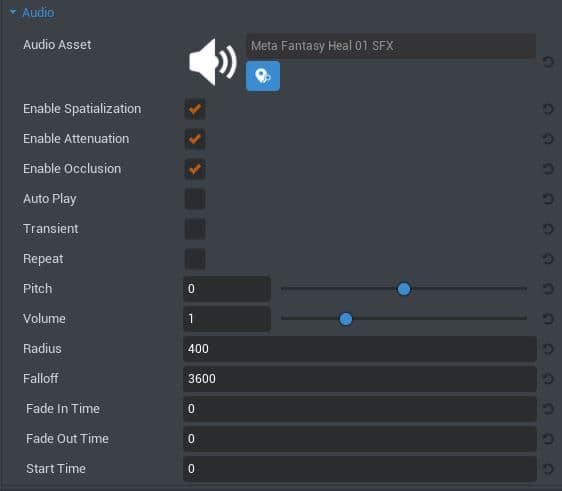 Audio
Audio Asset
Meta Fantasy Heal 01 SFX
Enable Spatialization
Enable Attenuation
Enable Occlusion
Auto Play
Transient
Repeat
Pitch 0
Volume 1
Radius 400
Falloff 3600
Fade In Time 0
Fade Out Time 0
Start Time 0